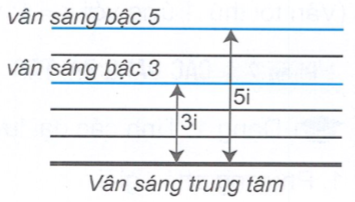 vân sáng bậc 5
vân sáng bậc 3
5i
3i
Vân sáng trung tâm